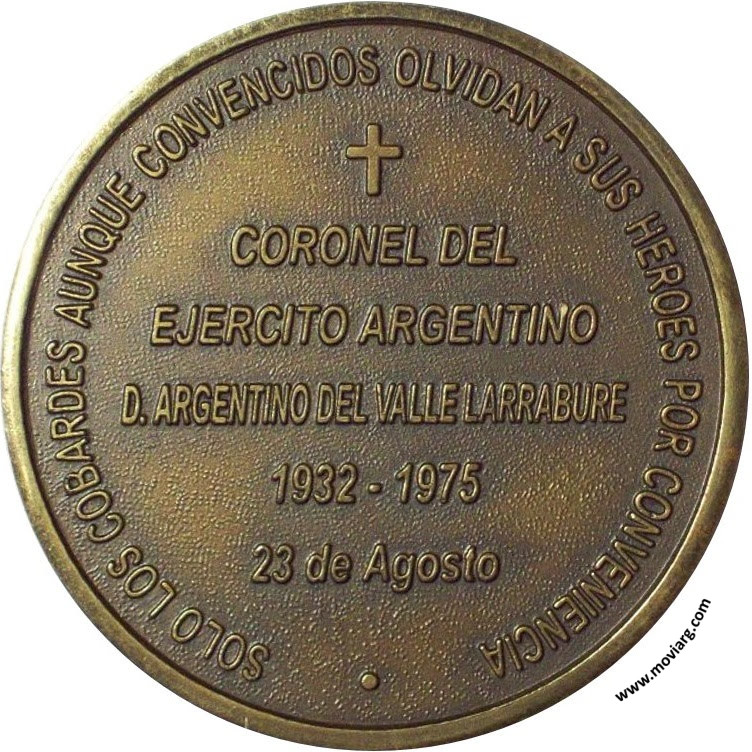 SOLO LOS COBARDES AUNQUE CONVENCIDOS OLVIDAN A SUS HEROES POR CONVENIENCIA
CORONEL DEL
EJERCITO ARGENTINO
D. ARGENTINO DEL VALLE LARRABURE
1932 - 1975
23 de Agosto
www.moviarg.com